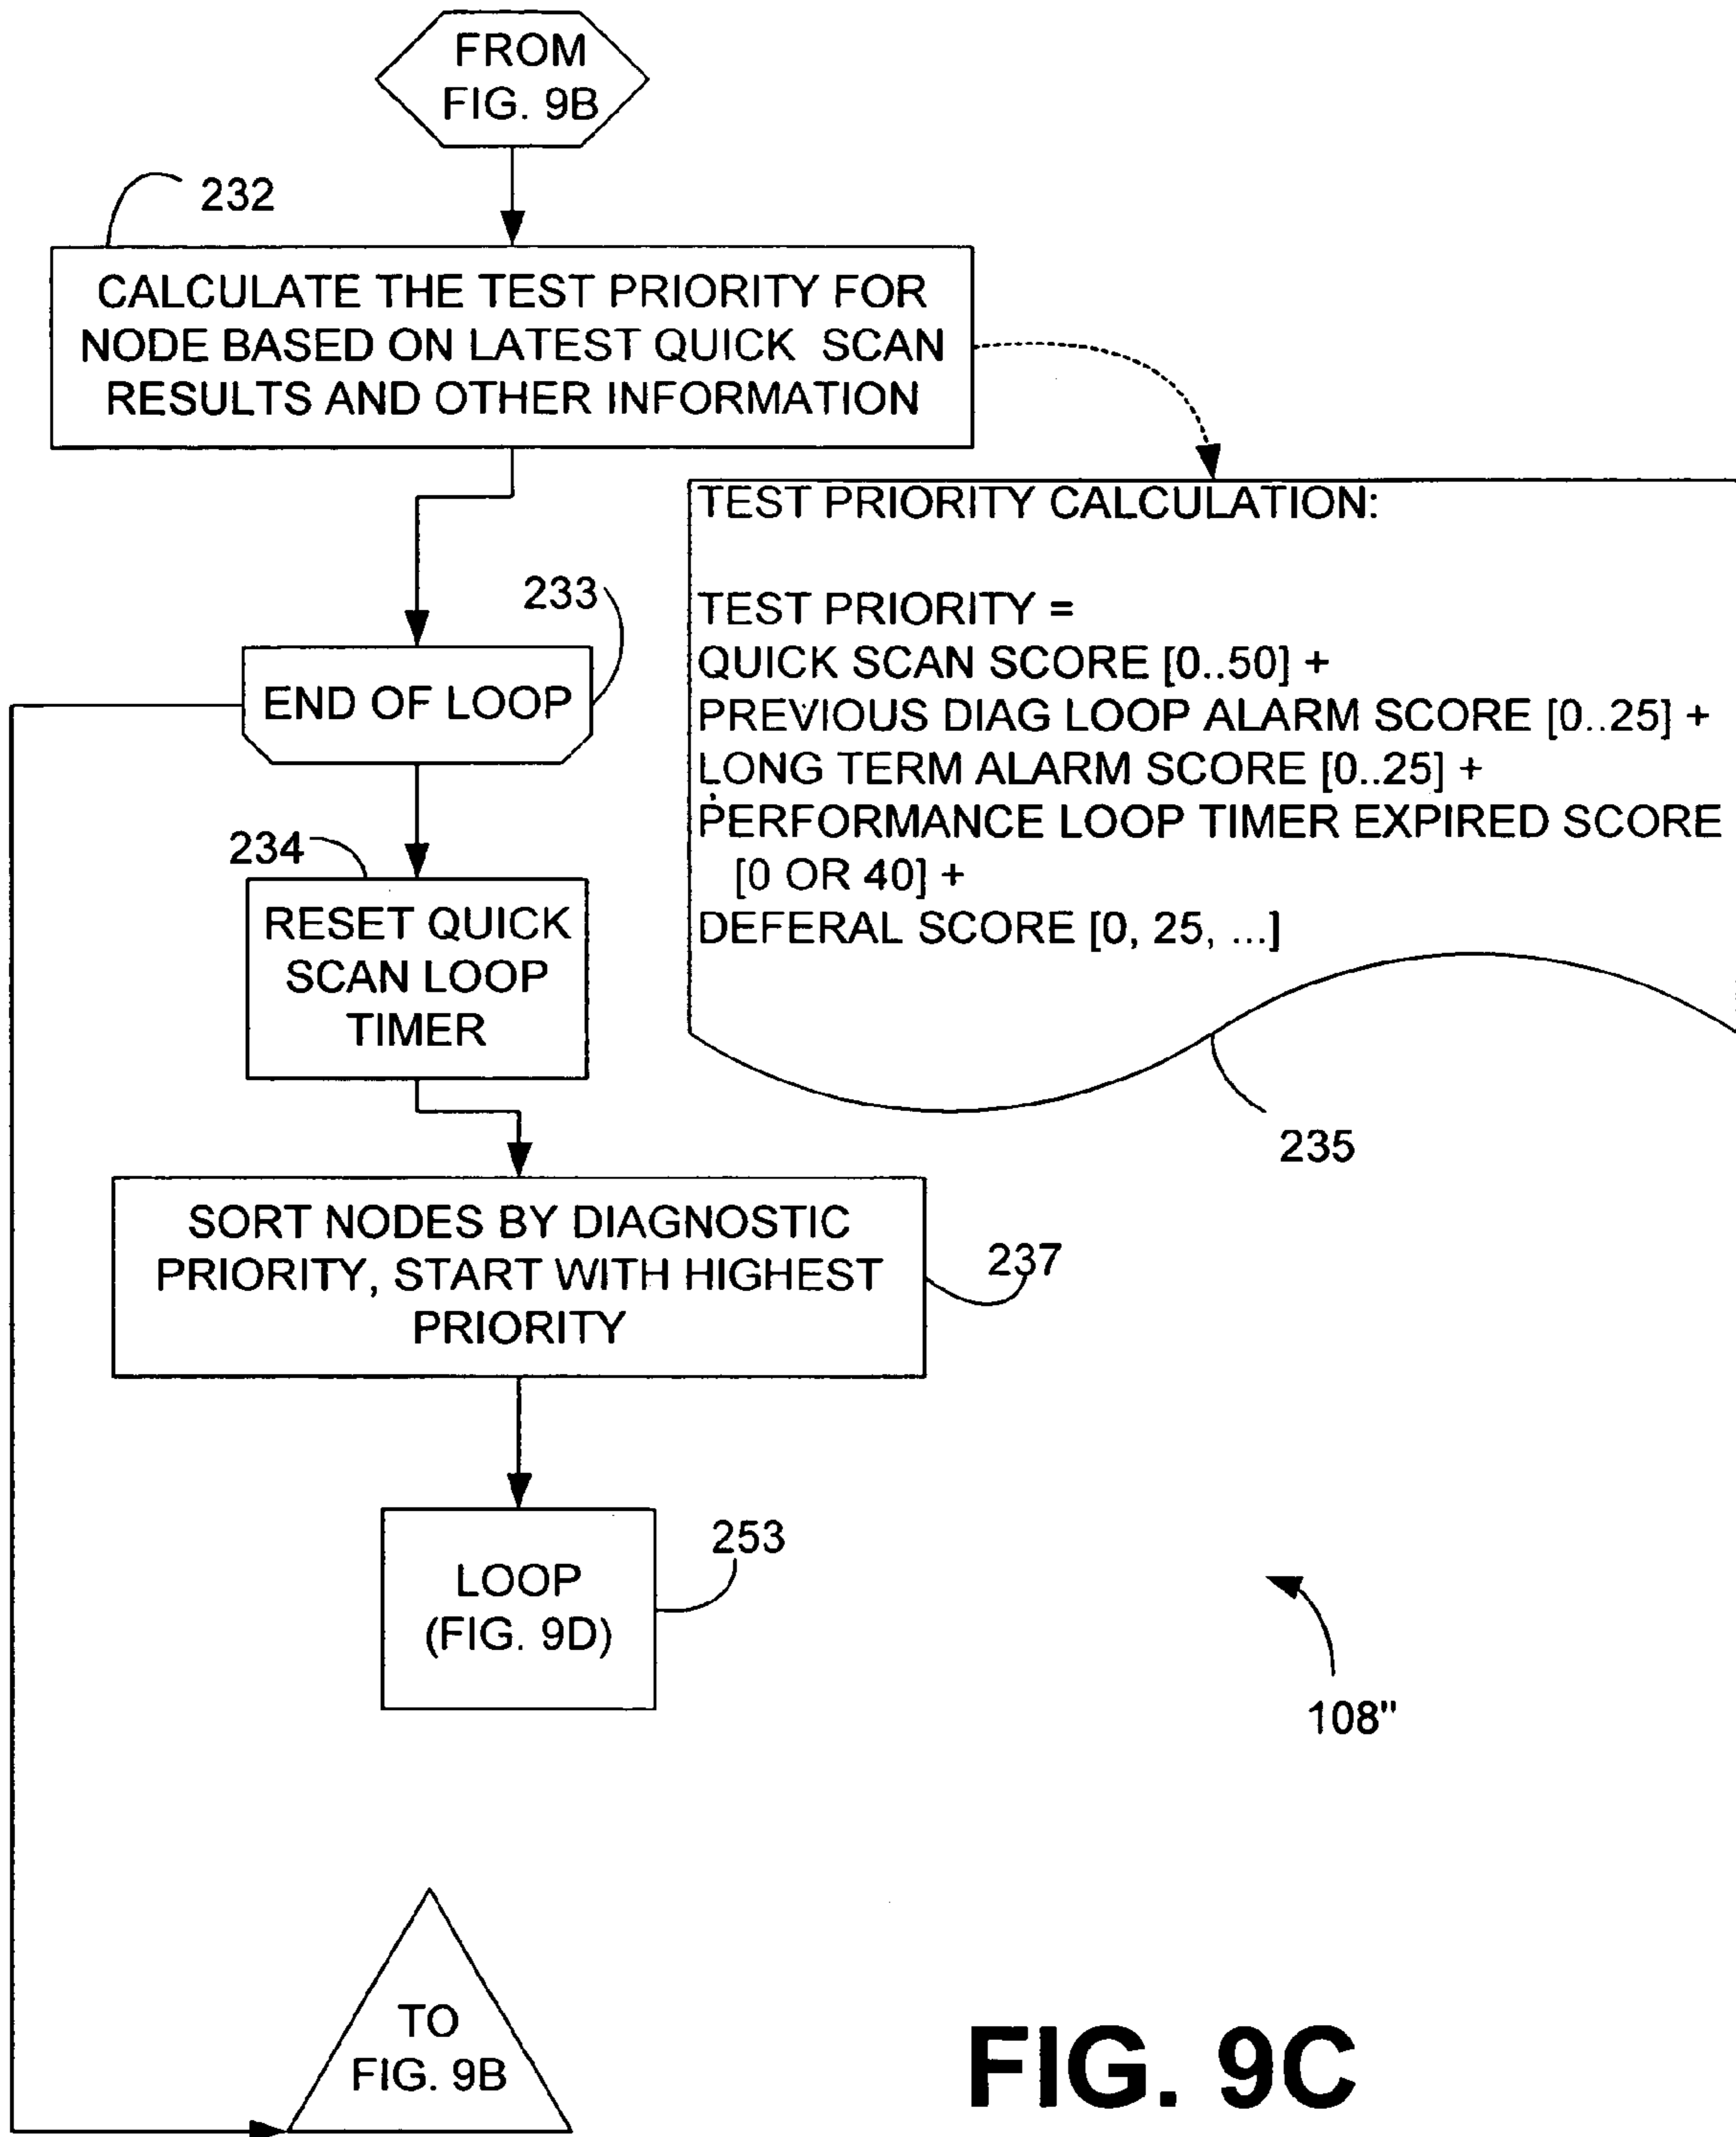 FROM
FIG. 9B
232
CALCULATE THE TEST PRIORITY FOR
NODE BASED ON LATEST QUICK SCAN
RESULTS AND OTHER INFORMATION
TEST PRIORITY CALCULATION:
TEST PRIORITY =
QUICK SCAN SCORE [0..50] +
PREVIOUS DIAG LOOP ALARM SCORE [0..25] +
LONG TERM ALARM SCORE [0..25] +
PERFORMANCE LOOP TIMER EXPIRED SCORE
[0 OR 40] +
DEFERAL SCORE [0, 25, ...]
235
233
END OF LOOP
234
RESET QUICK
SCAN LOOP
TIMER
SORT NODES BY DIAGNOSTIC
PRIORITY, START WITH HIGHEST
PRIORITY
237
LOOP
(FIG. 9D)
253
108"
TO
FIG. 9B
FIG. 9C